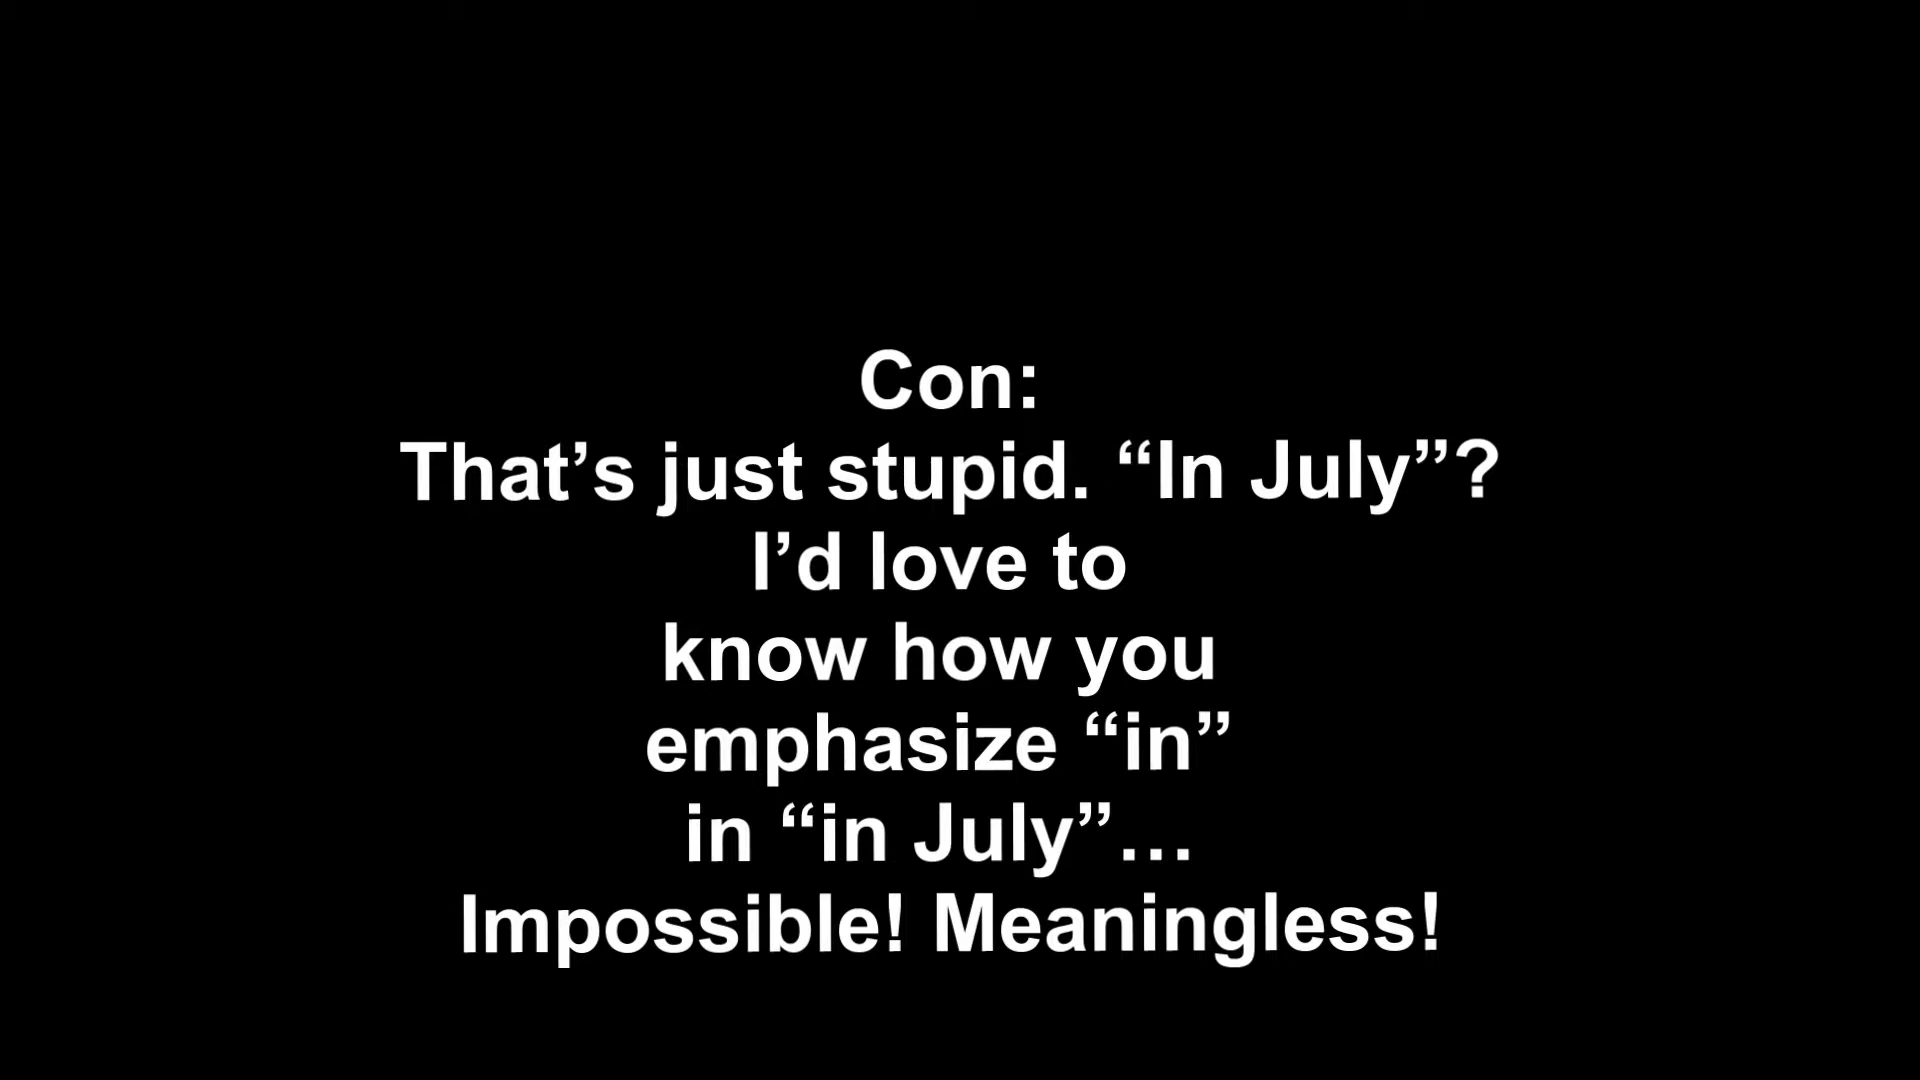 Con:
That’s just stupid. “In July”?
I’d love to
know how you
emphasize “in”
in “in July”…
Impossible! Meaningless!